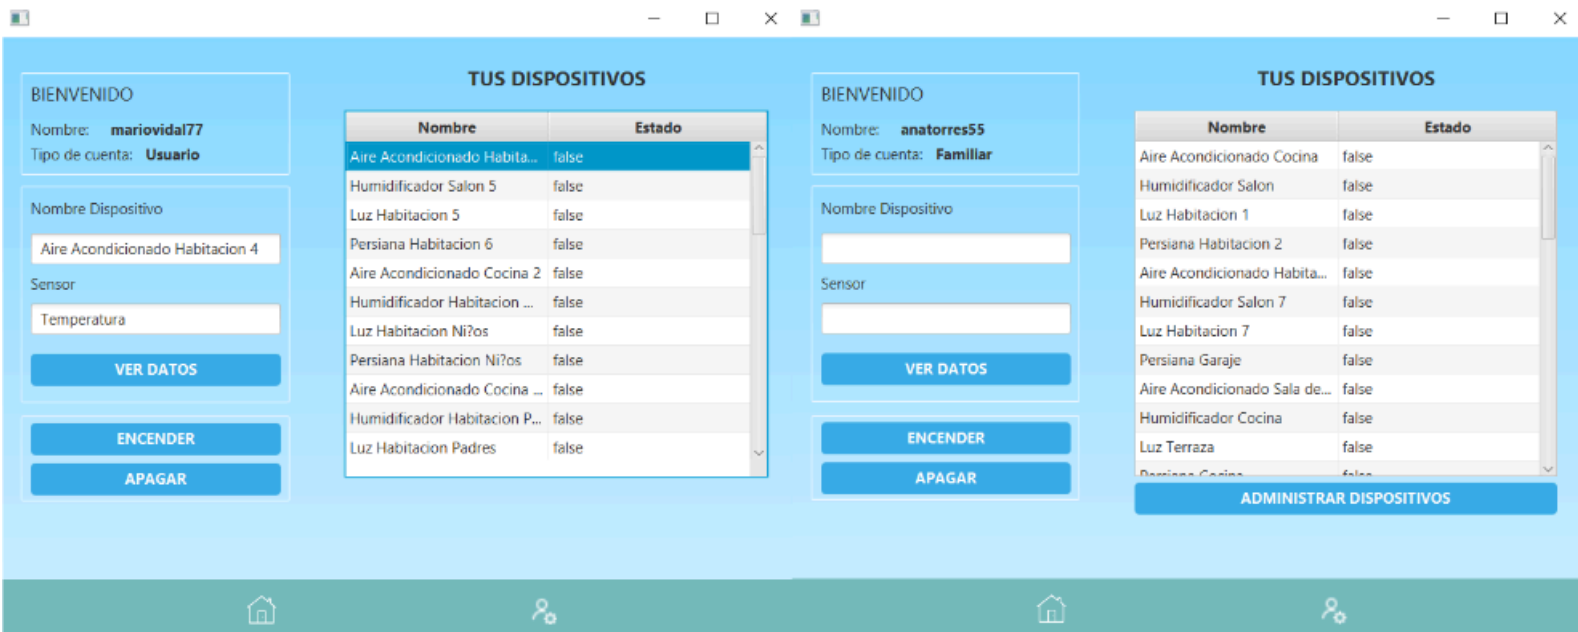 BIENVENIDO
Nombre: mariovidal77
Tipo de cuenta: Usuario
Nombre Dispositivo
Aire Acondicionado Habitacion 4
Sensor
Temperatura
VER DATOS
ENCENDER
APAGAR
TUS DISPOSITIVOS
Nombre Estado
Aire Acondicionado Habita... false
Humidificador Salon 5 false
Luz Habitacion 5 false
Persiana Habitacion 6 false
Aire Acondicionado Cocina 2 false
Humidificador Habitacion ... false
Luz Habitacion Ni?os false
Persiana Habitacion Ni?os false
Aire Acondicionado Cocina ... false
Humidificador Habitacion P... false
Luz Habitacion Padres false
BIENVENIDO
Nombre: anatorres55
Tipo de cuenta: Familiar
Nombre Dispositivo
Sensor
VER DATOS
ENCENDER
APAGAR
TUS DISPOSITIVOS
Nombre Estado
Aire Acondicionado Cocina false
Humidificador Salon false
Luz Habitacion 1 false
Persiana Habitacion 2 false
Aire Acondicionado Habita... false
Humidificador Salon 7 false
Luz Habitacion 7 false
Persiana Garaje false
Aire Acondicionado Sala de... false
Humidificador Cocina false
Luz Terraza false
Persiana Cocina false
ADMINISTRAR DISPOSITIVOS